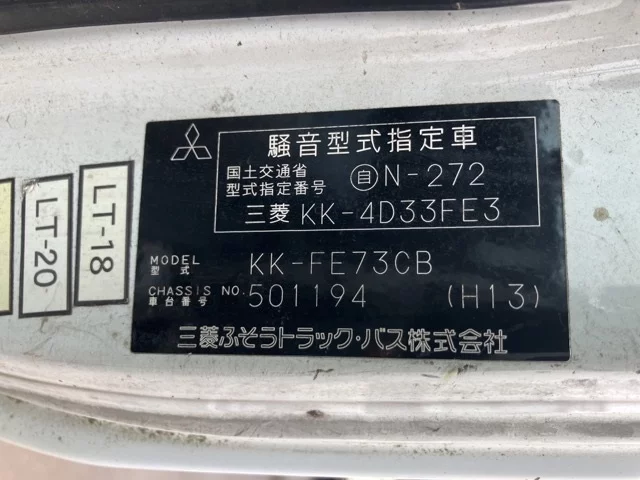 騒音型式指定車
国土交通省
型式指定番号 自N-272
三菱 KK-4D33FE3
MODEL
型式 KK-FE73CB
CHASSIS NO.
車台番号 501194 (H13)
三菱ふそうトラック・バス株式会社
LT-18
LT-20